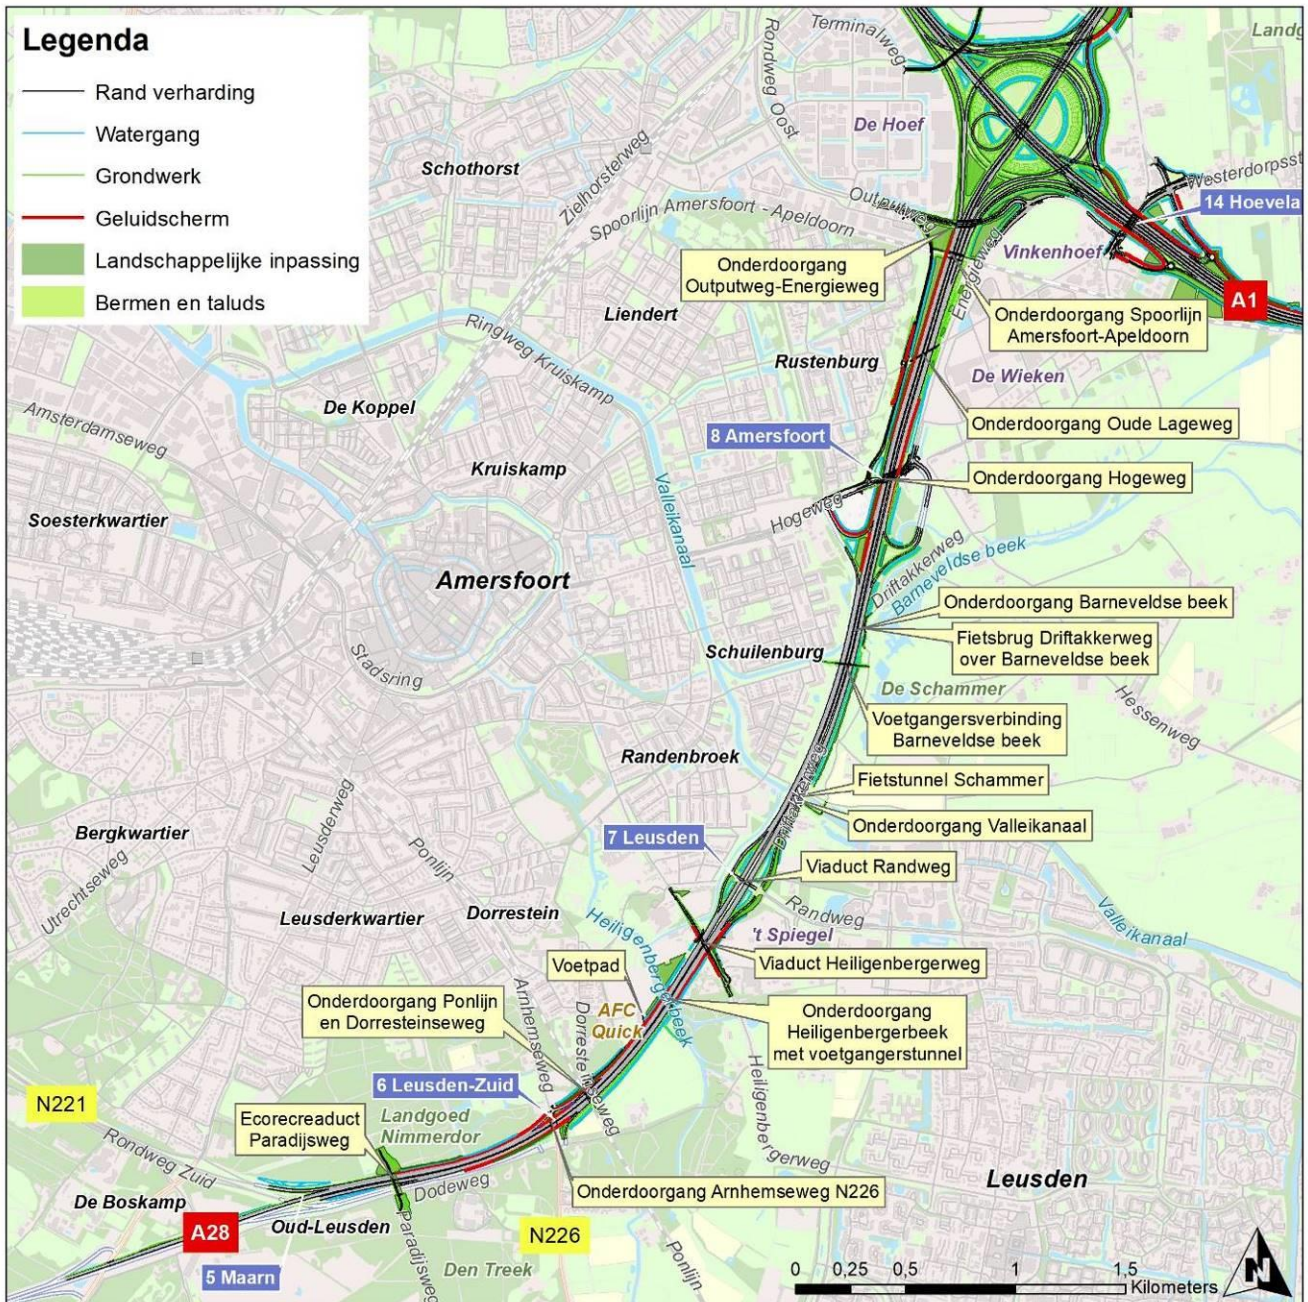 Legenda
Rand verharding
Watergang
Grondwerk
Geluidscherm
Landschappelijke inpassing
Bermen en taluds
Terminalweg
Rondweg Oost
De Hoef
Landg
Schothorst
Zielhorsterweg
Westerdorpsst
14 Hoevela
Outputweg
Spoorlijn Amersfoort - Apeldoorn
Vinkenhoef
Energieweg
Onderdoorgang
Outputweg-Energieweg
A1
Onderdoorgang Spoorlijn
Amersfoort-Apeldoorn
Liendert
Ringweg Kruiskamp
Rustenburg
De Wieken
De Koppel
Amsterdamseweg
Onderdoorgang Oude Lageweg
8 Amersfoort
Kruiskamp
Onderdoorgang Hogeweg
Valleikanaal
Hogeweg
Soesterkwartier
Driftakkerweg
Barneveldse beek
Amersfoort
Onderdoorgang Barneveldse beek
Fietsbrug Driftakkerweg
over Barneveldse beek
Schuilenburg
Stadsring
De Schammer
Hessenweg
Voetgangersverbinding
Barneveldse beek
Randenbroek
Driftakkerweg
Fietstunnel Schammer
Onderdoorgang Valleikanaal
Bergkwartier
Leusderweg
Ponlijn
7 Leusden
Viaduct Randweg
Utrechtseweg
Leusderkwartier
Dorrestein
Randweg
Valleikanaal
Heiligenbergerbeek
't Spiegel
Viaduct Heiligenbergerweg
Voetpad
Onderdoorgang Ponlijn
en Dorresteinseweg
Arnhemseweg
Dorresteinseweg
AFC
Quick
Onderdoorgang
Heiligenbergerbeek
met voetgangerstunnel
6 Leusden-Zuid
N221
Ecorecreaduct
Paradijsweg
Landgoed
Nimmerdor
Heiligenbergerweg
Rondweg Zuid
Dodeweg
Leusden
De Boskamp
Onderdoorgang Arnhemseweg N226
A28
Oud-Leusden
Paradijsweg
N226
Ponlijn
5 Maarn
Den Treek
0 0,25 0,5 1 1,5
Kilometers
N